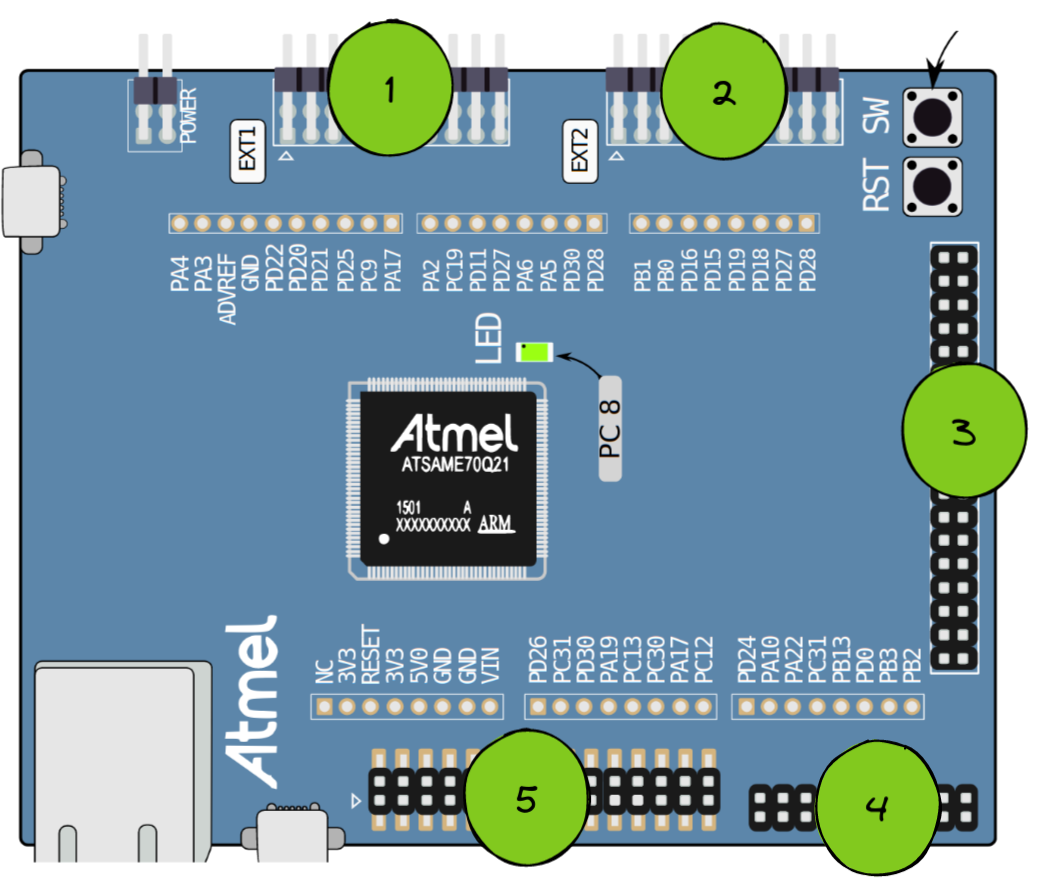 1
2
POWER
EXT1
EXT2
SW
RST
PA4
PA3
ADVREF
GND
PD22
PD20
PD21
PD25
PC9
PA17
PA2
PC19
PD11
PD27
PA6
PA5
PD30
PD28
PB1
PB0
PD16
PD15
PD19
PD18
PD27
PD28
LED
PC 8
3
Atmel
ATSAME70Q21
1501 A
XXXXXXXXXX ARM
Atmel
NC
3V3
RESET
3V3
5V0
GND
GND
VIN
PD26
PC31
PD30
PA19
PC13
PC30
PA17
PC12
PD24
PA10
PA22
PC31
PB13
PD0
PB3
PB2
5
4